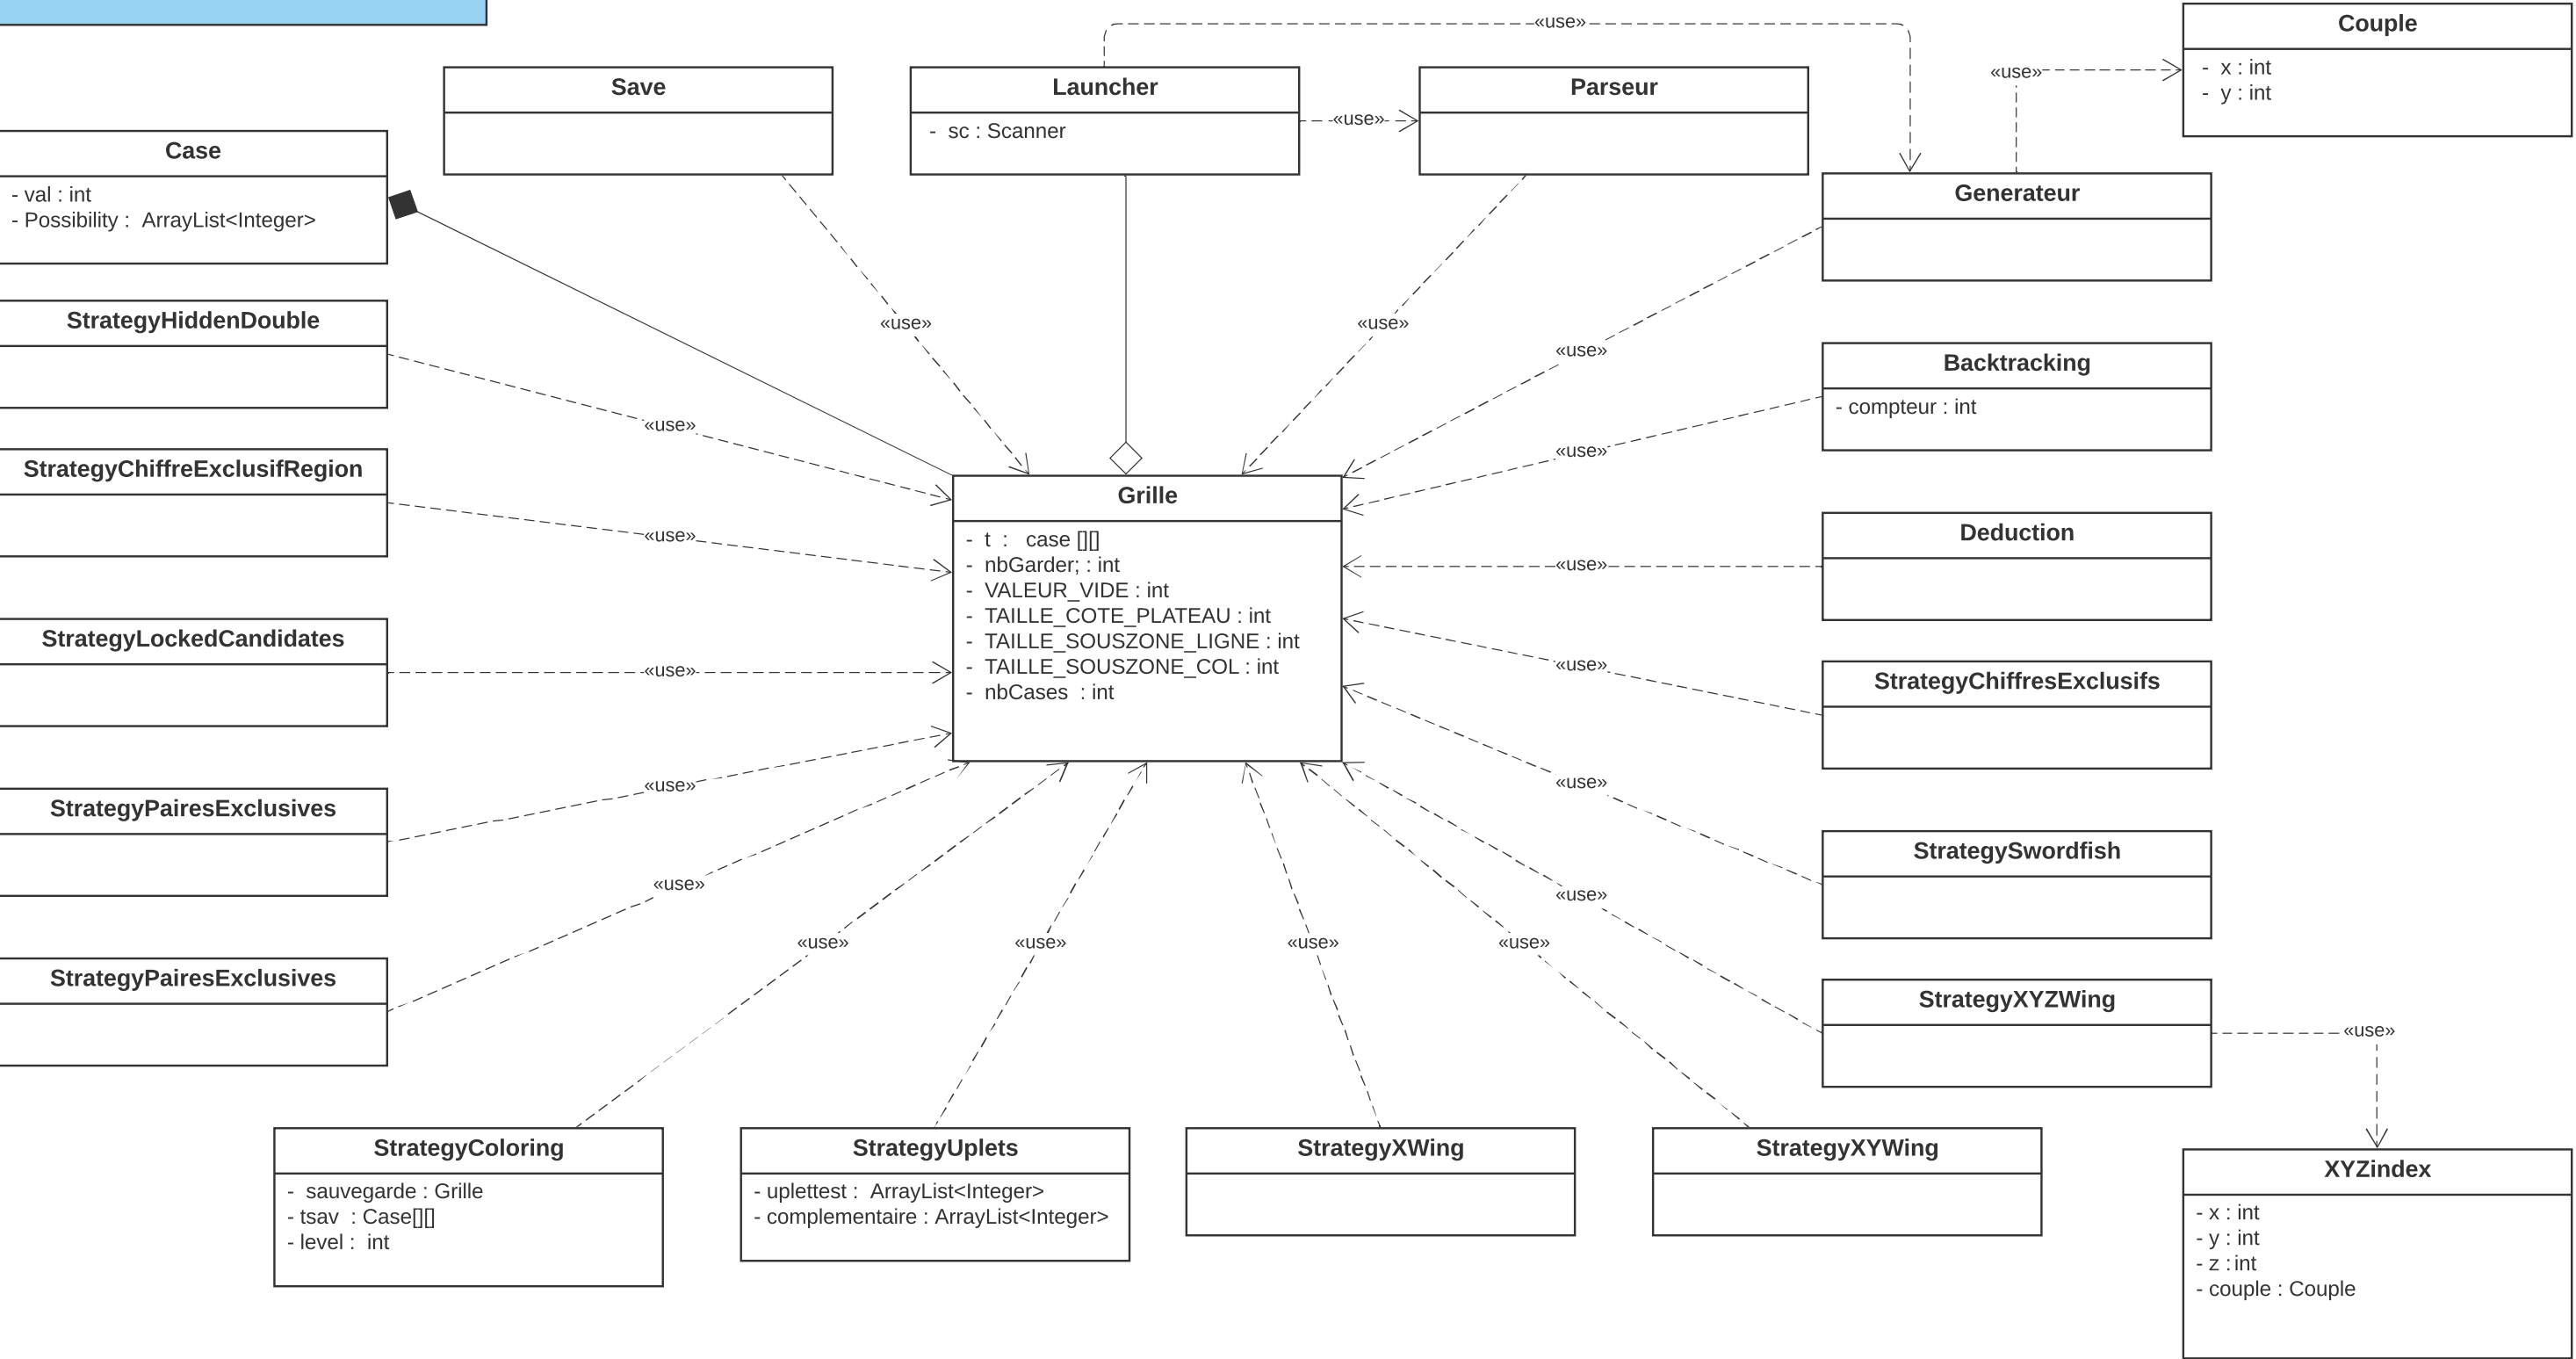 «use»
Couple
- x : int
- y : int
Save
Launcher
- sc : Scanner
«use»
Parseur
«use»
Case
- val : int
- Possibility : ArrayList<Integer>
Generateur
StrategyHiddenDouble
«use»
«use»
«use»
Backtracking
- compteur : int
«use»
«use»
StrategyChiffreExclusifRegion
«use»
Grille
- t : case [][]
- nbGarder; : int
- VALEUR_VIDE : int
- TAILLE_COTE_PLATEAU : int
- TAILLE_SOUSZONE_LIGNE : int
- TAILLE_SOUSZONE_COL : int
- nbCases : int
Deduction
«use»
StrategyLockedCandidates
«use»
«use»
StrategyChiffresExclusifs
StrategyPairesExclusives
«use»
«use»
StrategySwordfish
«use»
«use»
StrategyPairesExclusives
«use»
«use»
«use»
«use»
StrategyXYZWing
«use»
StrategyColoring
- sauvegarde : Grille
- tsav : Case[][]
- level : int
StrategyUplets
- uplettest : ArrayList<Integer>
- complementaire : ArrayList<Integer>
StrategyXWing
StrategyXYWing
XYZindex
- x : int
- y : int
- z : int
- couple : Couple